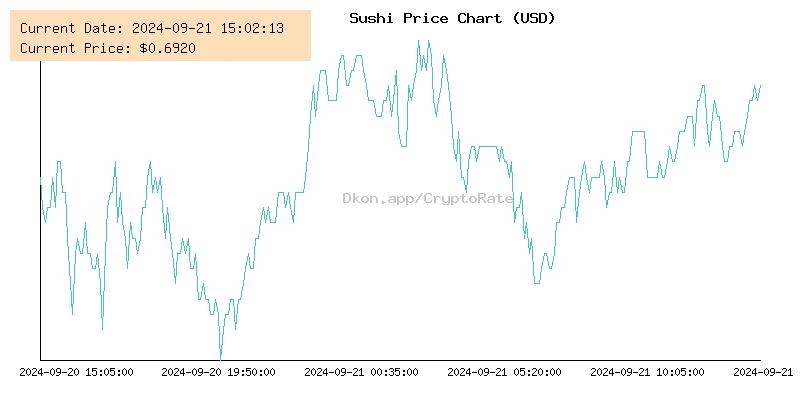 Sushi Price Chart (USD)
Current Date: 2024-09-21 15:02:13
Current Price: $0.6920
Dkon.app/CryptoRate
2024-09-20 15:05:00 2024-09-20 19:50:00 2024-09-21 00:35:00 2024-09-21 05:20:00 2024-09-21 10:05:00 2024-09-21